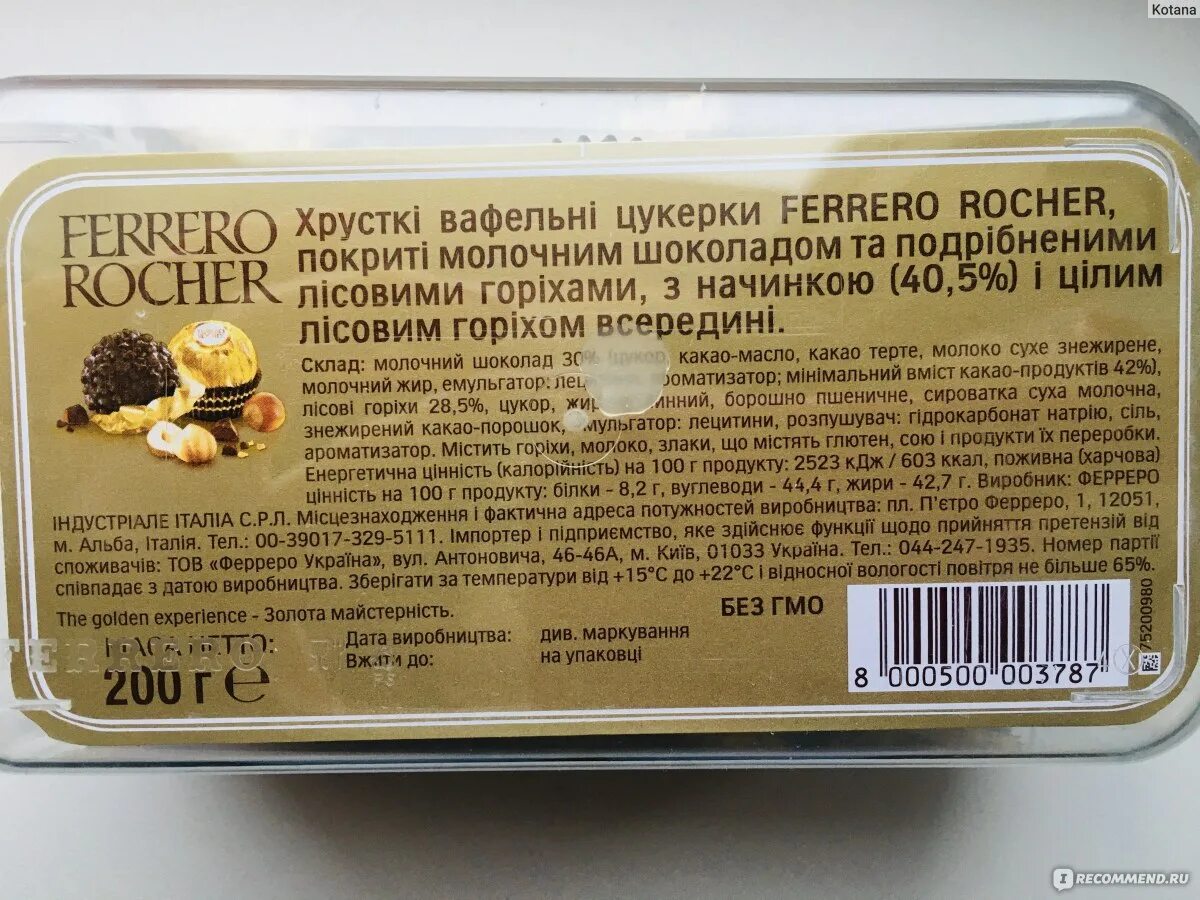 Kotana
FERRERO
ROCHER
Хрусткі вафельні цукерки FERRERO ROCHER,
покриті молочним шоколадом та подрібненими
лісовими горіхами, з начинкою (40,5%) і цілим
лісовим горіхом всередині.
Склад: молочний шоколад 30% (цукор, какао-масло, какао терте, молоко сухе знежирене,
молочний жир, емульгатор: ароматизатор; мінімальний вміст какао-продуктів 42%),
лісові горіхи 28,5%, цукор, жир борошно пшеничне, сироватка суха молочна,
знежирений какао-порошок, емульгатор: лецитини, розпушувач: гідрокарбонат натрію, сіль,
ароматизатор. Містить горіхи, молоко, злаки, що містять глютен, сою і продукти їх переробки.
Енергетична цінність (калорійність) на 100 г продукту: 2523 кДж / 603 ккал, поживна (харчова)
цінність на 100 г продукту: білки - 8,2 г, вуглеводи - 44,4 г, жири - 42,7 г. Виробник: ФЕРРЕРО
ІНДУСТРІАЛЕ ІТАЛІА С.Р.Л. Місцезнаходження і фактична адреса потужностей виробництва: пл. П'єтро Ферреро, 1, 12051,
м. Альба, Італія. Тел.: 00-39017-329-5111. Імпортер і підприємство, яке здійснює функції щодо прийняття претензій від
споживачів: ТОВ «Ферреро Україна», вул. Антоновича, 46-46А, м. Київ, 01033 Україна. Тел.: 044-247-1935. Номер партії
співпадає з датою виробництва. Зберігати за температури від +15°С до +22°С і відносної вологості повітря не більше 65%.
The golden experience - Золота майстерність.
БЕЗ ГМО
МАСА НЕТТО:
200 г e
Дата виробництва: див. маркування
Вжити до: на упаковці
FERRERO
8 000500 003787
75200980
IRECOMMEND.RU